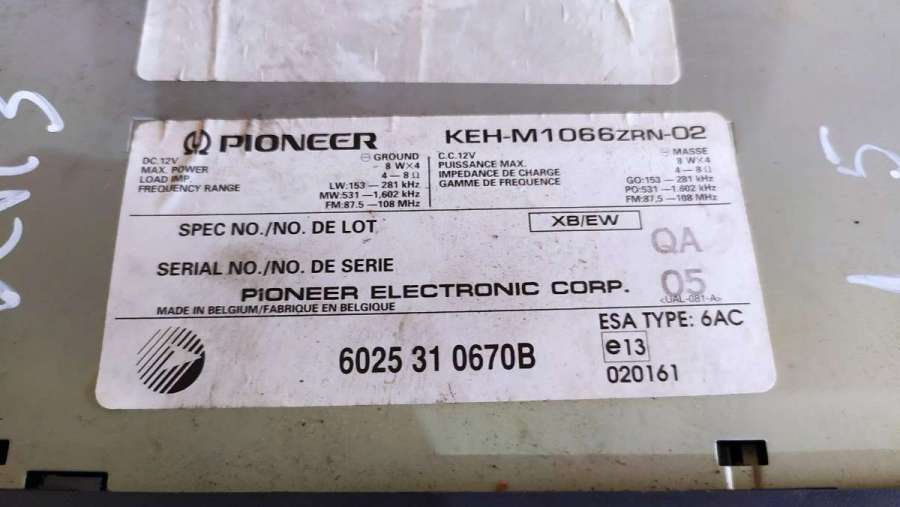 PIONEER KEH-M1066ZRN-02
DC.12V ⊖ GROUND
MAX. POWER 8 W×4
LOAD IMP. 4–8 Ω
FREQUENCY RANGE LW:153–281 kHz
MW:531–1,602 kHz
FM:87.5–108 MHz
C.C.12V ⊖ MASSE
PUISSANCE MAX. 8 W×4
IMPEDANCE DE CHARGE 4–8 Ω
GAMME DE FREQUENCE GO:153–281 kHz
PO:531–1,602 kHz
FM:87.5–108 MHz
SPEC NO./NO. DE LOT XB/EW
QA
SERIAL NO./NO. DE SERIE
05
PIONEER ELECTRONIC CORP.
<UAL-081-A>
MADE IN BELGIUM/FABRIQUE EN BELGIQUE
ESA TYPE: 6AC
6025 31 0670B
e13
020161
15